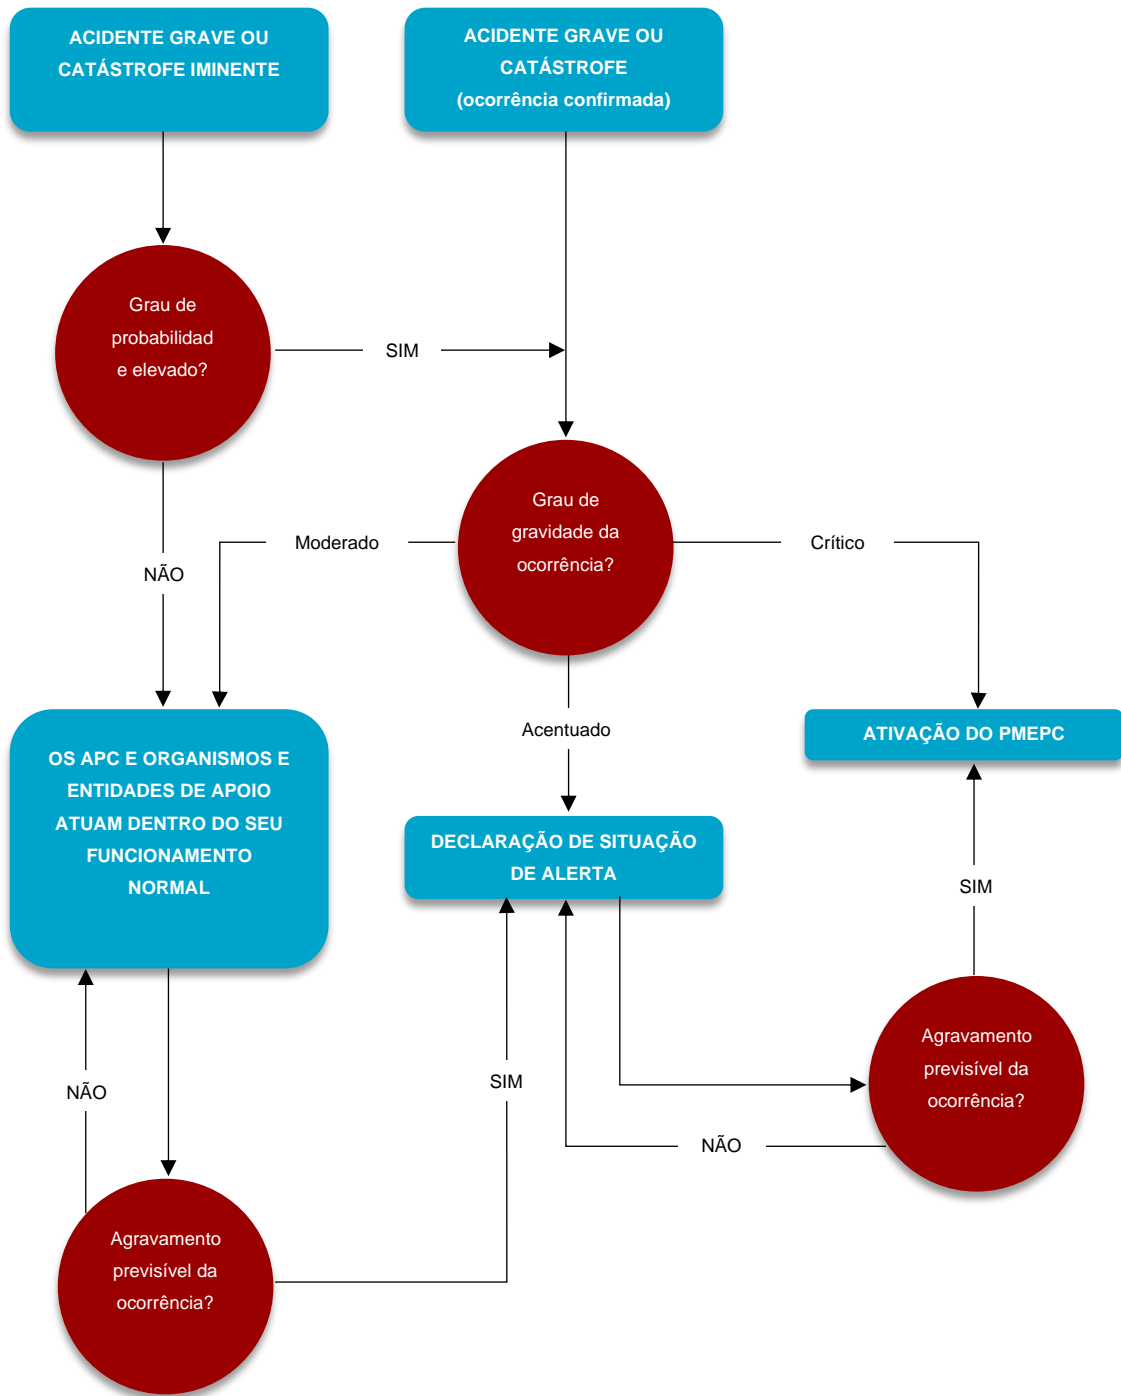 ACIDENTE GRAVE OU
CATÁSTROFE IMINENTE
ACIDENTE GRAVE OU
CATÁSTROFE
(ocorrência confirmada)
Grau de
probabilidad
e elevado?
SIM
Grau de
gravidade da
ocorrência?
Moderado
Crítico
NÃO
Acentuado
OS APC E ORGANISMOS E
ENTIDADES DE APOIO
ATUAM DENTRO DO SEU
FUNCIONAMENTO
NORMAL
ATIVAÇÃO DO PMEPC
DECLARAÇÃO DE SITUAÇÃO
DE ALERTA
SIM
Agravamento
previsível da
ocorrência?
NÃO
SIM
NÃO
Agravamento
previsível da
ocorrência?